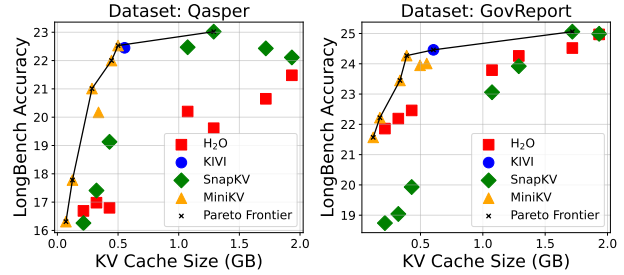 Dataset: Qasper
LongBench Accuracy
23
22
21
20
19
18
17
16
0.0
0.5
1.0
1.5
2.0
KV Cache Size (GB)
H₂O
KIVI
SnapKV
MiniKV
Pareto Frontier
Dataset: GovReport
LongBench Accuracy
25
24
23
22
21
20
19
0.5
1.0
1.5
2.0
KV Cache Size (GB)
H₂O
KIVI
SnapKV
MiniKV
Pareto Frontier